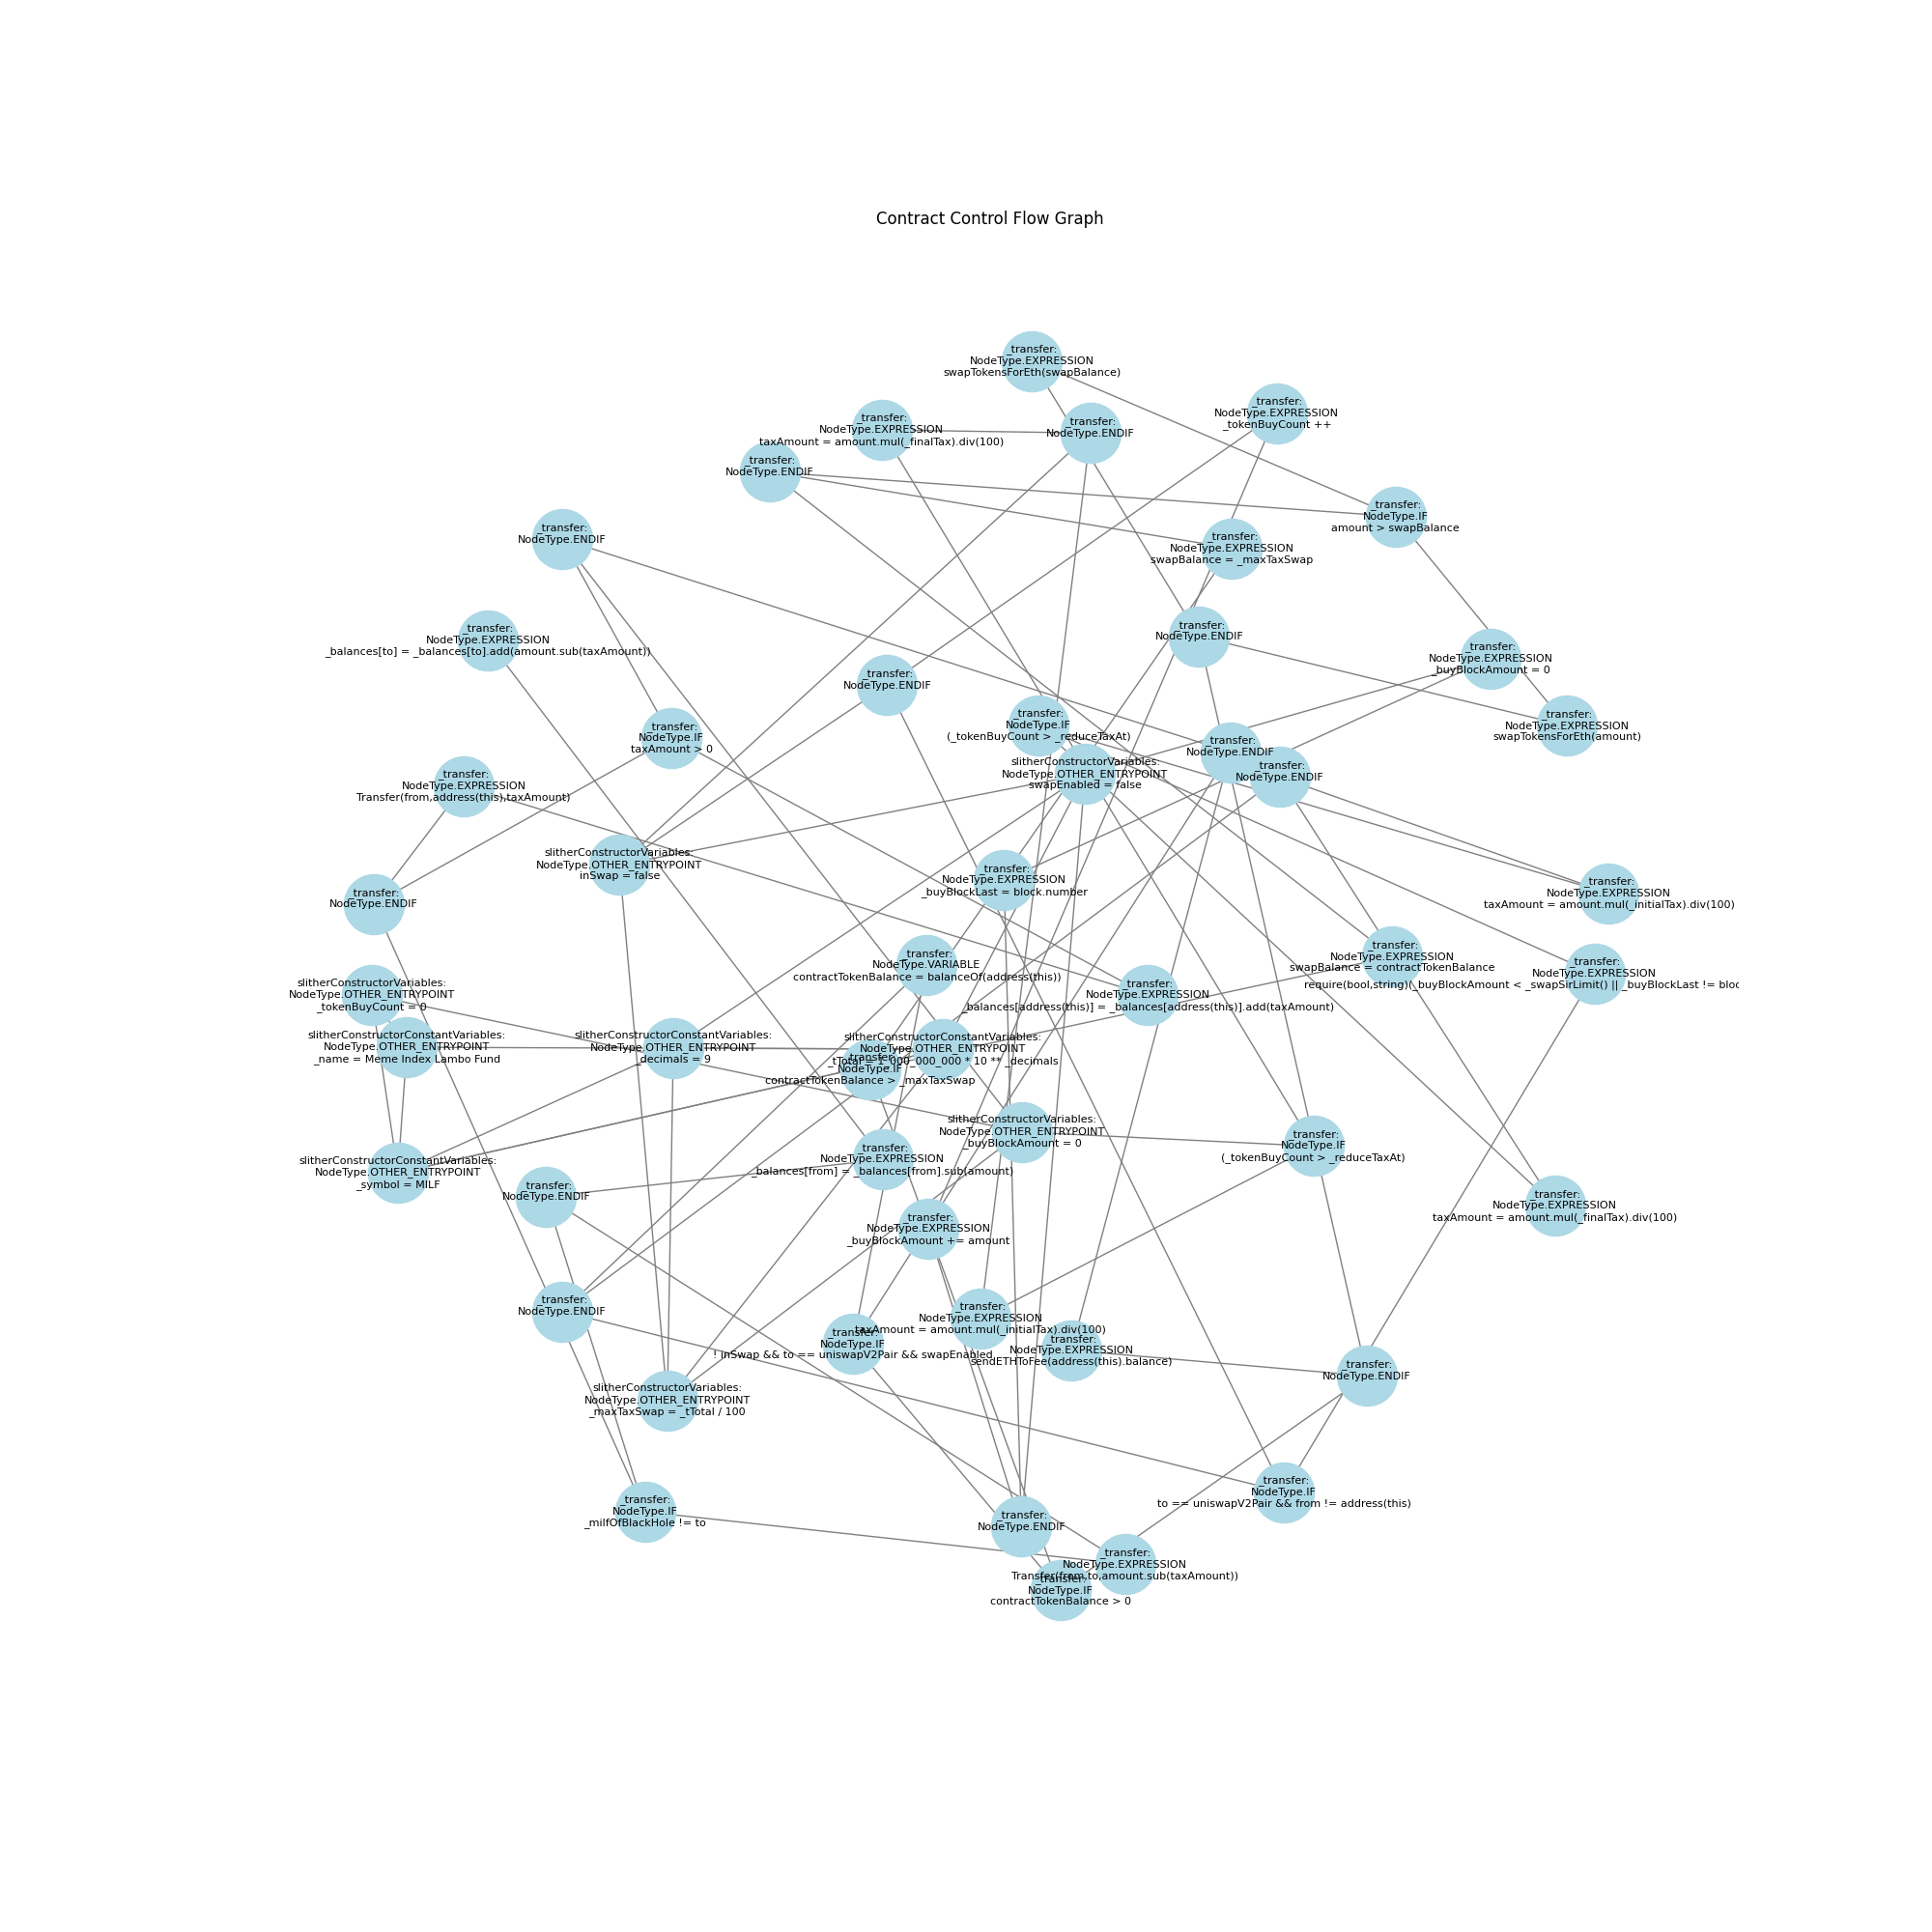 Contract Control Flow Graph
_transfer:
NodeType.EXPRESSION
swapTokensForEth(swapBalance)
_transfer:
NodeType.EXPRESSION
_tokenBuyCount ++
_transfer:
NodeType.EXPRESSION
taxAmount = amount.mul(_finalTax).div(100)
_transfer:
NodeType.ENDIF
_transfer:
NodeType.ENDIF
_transfer:
NodeType.IF
amount > swapBalance
_transfer:
NodeType.ENDIF
_transfer:
NodeType.EXPRESSION
swapBalance = _maxTaxSwap
_transfer:
NodeType.EXPRESSION
_balances[to] = _balances[to].add(amount.sub(taxAmount))
_transfer:
NodeType.ENDIF
_transfer:
NodeType.EXPRESSION
_buyBlockAmount = 0
_transfer:
NodeType.ENDIF
_transfer:
NodeType.IF
taxAmount > 0
_transfer:
NodeType.IF
(_tokenBuyCount > _reduceTaxAt)
_transfer:
NodeType.EXPRESSION
swapTokensForEth(amount)
_transfer:
NodeType.ENDIF
_transfer:
NodeType.ENDIF
slitherConstructorVariables:
NodeType.OTHER_ENTRYPOINT
swapEnabled = false
_transfer:
NodeType.EXPRESSION
Transfer(from,address(this),taxAmount)
slitherConstructorVariables:
NodeType.OTHER_ENTRYPOINT
inSwap = false
_transfer:
NodeType.EXPRESSION
_buyBlockLast = block.number
_transfer:
NodeType.EXPRESSION
taxAmount = amount.mul(_initialTax).div(100)
_transfer:
NodeType.ENDIF
_transfer:
NodeType.EXPRESSION
swapBalance = contractTokenBalance
_transfer:
NodeType.VARIABLE
contractTokenBalance = balanceOf(address(this))
_transfer:
NodeType.EXPRESSION
require(bool,string)(_buyBlockAmount < _swapSirLimit() || _buyBlockLast != bloc
slitherConstructorVariables:
NodeType.OTHER_ENTRYPOINT
_tokenBuyCount = 0
_transfer:
NodeType.EXPRESSION
_balances[address(this)] = _balances[address(this)].add(taxAmount)
slitherConstructorConstantVariables:
NodeType.OTHER_ENTRYPOINT
_name = Meme Index Lambo Fund
slitherConstructorConstantVariables:
NodeType.OTHER_ENTRYPOINT
_decimals = 9
slitherConstructorConstantVariables:
NodeType.OTHER_ENTRYPOINT
_tTotal = 1_000_000_000 * 10 ** _decimals
_transfer:
NodeType.IF
contractTokenBalance > _maxTaxSwap
slitherConstructorVariables:
NodeType.OTHER_ENTRYPOINT
_buyBlockAmount = 0
_transfer:
NodeType.IF
(_tokenBuyCount > _reduceTaxAt)
_transfer:
NodeType.EXPRESSION
_balances[from] = _balances[from].sub(amount)
slitherConstructorConstantVariables:
NodeType.OTHER_ENTRYPOINT
_symbol = MILF
_transfer:
NodeType.ENDIF
_transfer:
NodeType.EXPRESSION
taxAmount = amount.mul(_finalTax).div(100)
_transfer:
NodeType.EXPRESSION
_buyBlockAmount += amount
_transfer:
NodeType.ENDIF
_transfer:
NodeType.EXPRESSION
taxAmount = amount.mul(_initialTax).div(100)
_transfer:
NodeType.IF
! inSwap && to == uniswapV2Pair && swapEnabled
_transfer:
NodeType.EXPRESSION
sendETHToFee(address(this).balance)
_transfer:
NodeType.ENDIF
slitherConstructorVariables:
NodeType.OTHER_ENTRYPOINT
_maxTaxSwap = _tTotal / 100
_transfer:
NodeType.IF
to == uniswapV2Pair && from != address(this)
_transfer:
NodeType.IF
_milfOfBlackHole != to
_transfer:
NodeType.ENDIF
_transfer:
NodeType.EXPRESSION
Transfer(from,to,amount.sub(taxAmount))
_transfer:
NodeType.IF
contractTokenBalance > 0